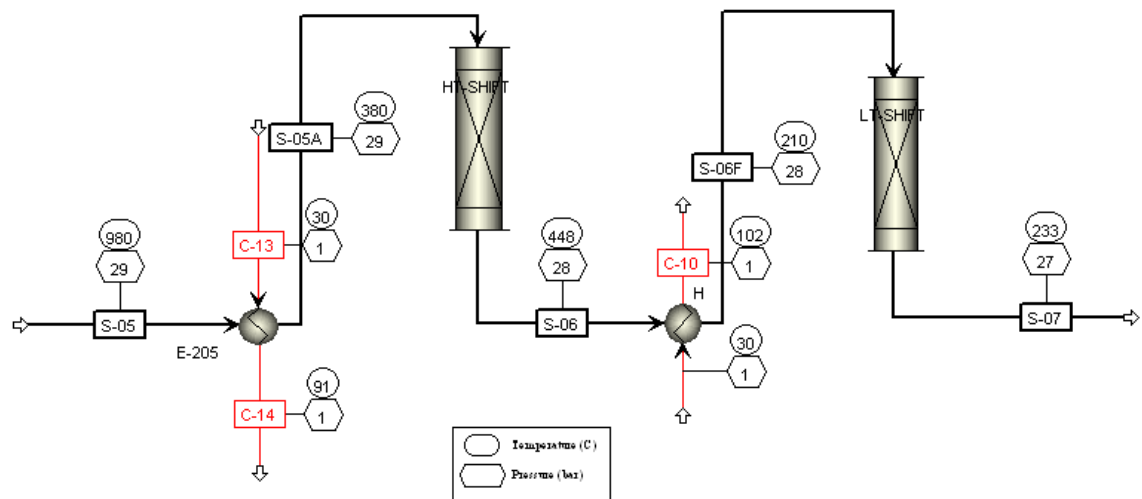 380
HT-SHIFT
S-05A
29
210
LT-SHIFT
S-06F
28
980
29
30
C-13
1
448
28
102
C-10
1
233
27
H
S-05
S-06
S-07
E-205
30
1
91
C-14
1
Temperature (C)
Pressure (bar)